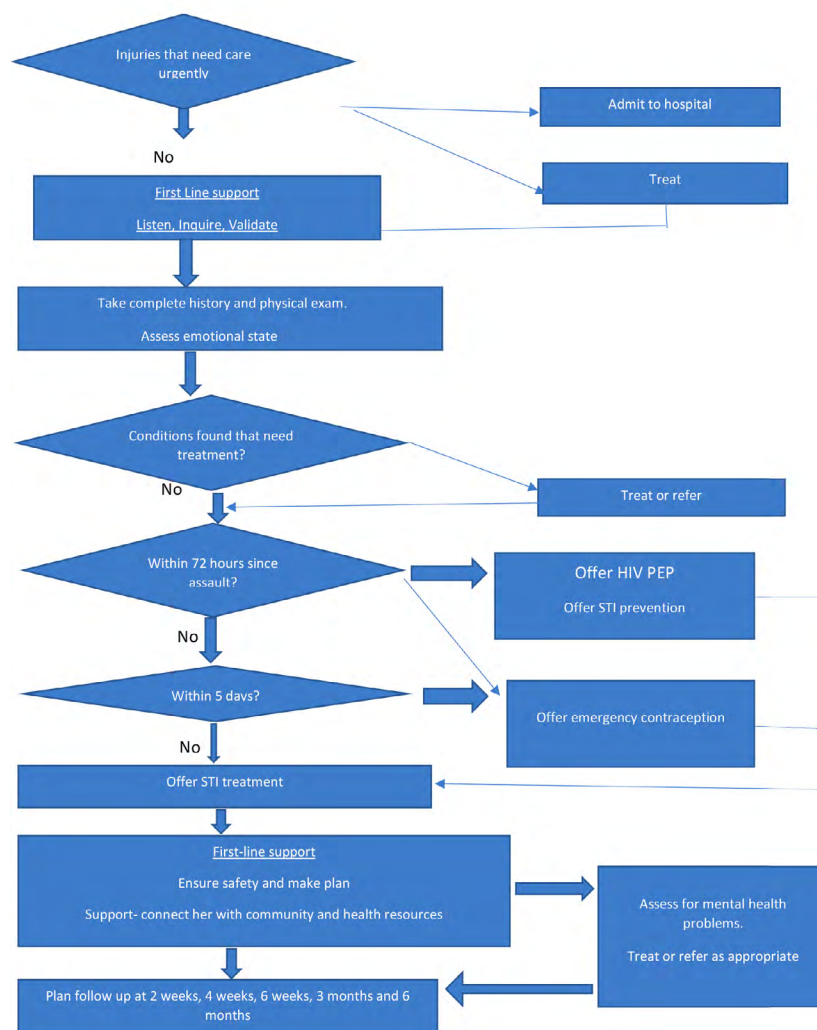 Injuries that need care
urgently
Admit to hospital
No
Treat
First Line support
Listen, Inquire, Validate
Take complete history and physical exam.
Assess emotional state
Conditions found that need
treatment?
No
Treat or refer
Within 72 hours since
assault?
Offer HIV PEP
Offer STI prevention
No
Within 5 days?
Offer emergency contraception
No
Offer STI treatment
First-line support
Ensure safety and make plan
Support- connect her with community and health resources
Assess for mental health
problems.
Treat or refer as appropriate
Plan follow up at 2 weeks, 4 weeks, 6 weeks, 3 months and 6
months